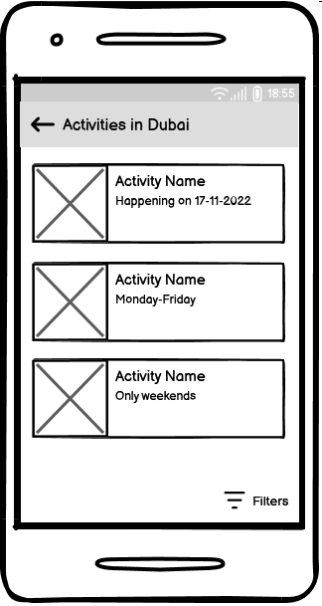 18:55
Activities in Dubai
Activity Name
Happening on 17-11-2022
Activity Name
Monday-Friday
Activity Name
Only weekends
Filters